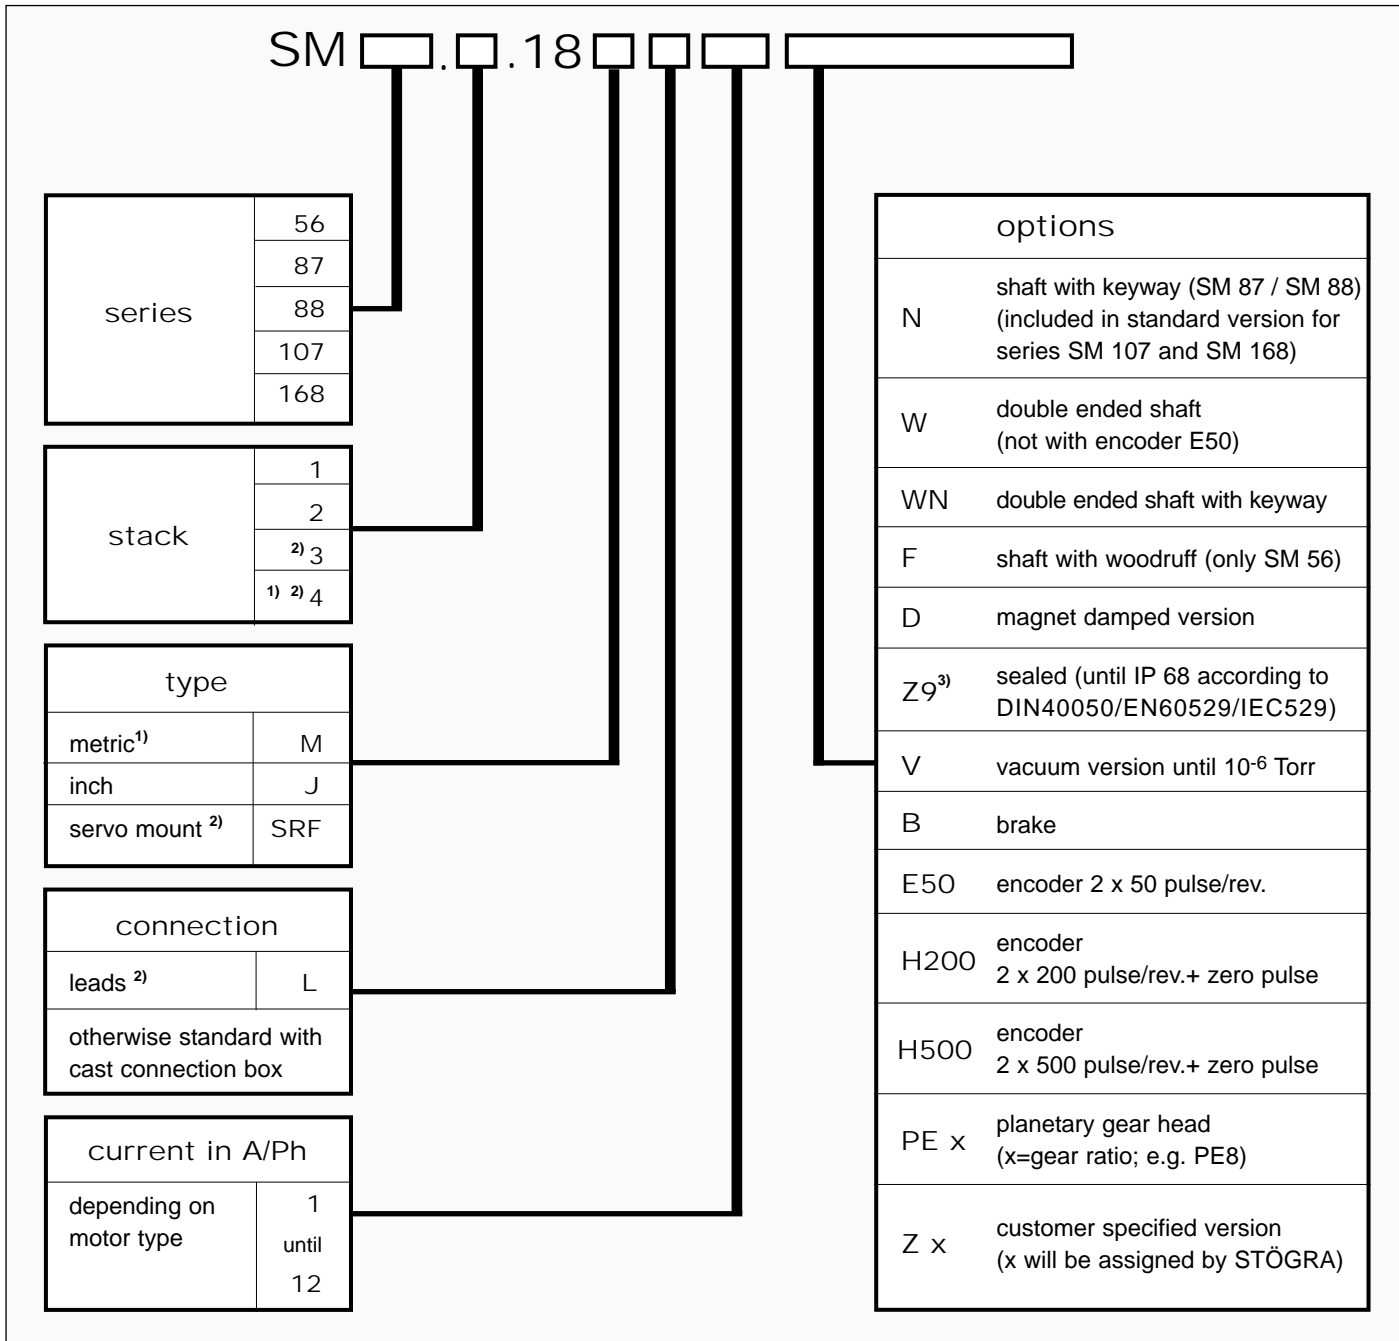 SM . .18
series
56
87
88
107
168
stack
1
2
2) 3
1) 2) 4
type
metric1) M
inch J
servo mount 2) SRF
connection
leads 2) L
otherwise standard with
cast connection box
current in A/Ph
depending on
motor type
1
until
12
options
N
shaft with keyway (SM 87 / SM 88)
(included in standard version for
series SM 107 and SM 168)
W
double ended shaft
(not with encoder E50)
WN double ended shaft with keyway
F shaft with woodruff (only SM 56)
D magnet damped version
Z93)
sealed (until IP 68 according to
DIN40050/EN60529/IEC529)
V vacuum version until 10-6 Torr
B brake
E50 encoder 2 x 50 pulse/rev.
H200
encoder
2 x 200 pulse/rev.+ zero pulse
H500
encoder
2 x 500 pulse/rev.+ zero pulse
PE x
planetary gear head
(x=gear ratio; e.g. PE8)
Z x
customer specified version
(x will be assigned by STÖGRA)